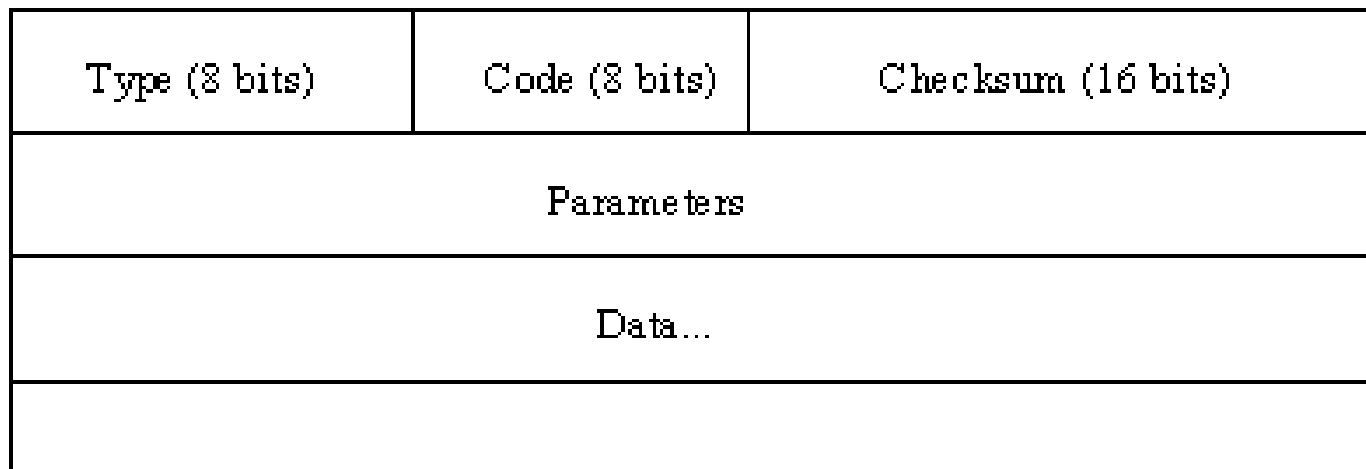 Type (8 bits) Code (8 bits) Checksum (16 bits)
Parameters
Data...